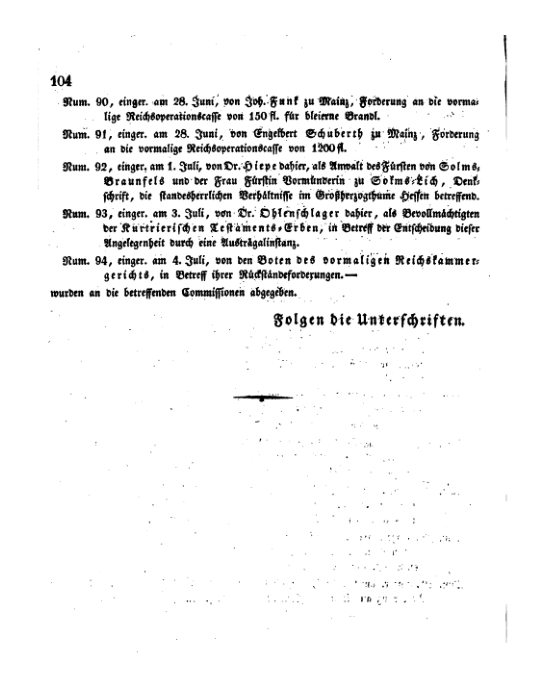 104
Num. 90, einger. am 28. Juni, von Joh. Funk zu Mainz, Forderung an die vorma-
lige Reichsoperationscasse von 150 fl. für bleierne Brandl.
Num. 91, einger. am 28. Juni, von Engelbert Schuberth zu Mainz, Forderung
an die vormalige Reichsoperationscasse von 1200 fl.
Num. 92, einger. am 1. Juli, von Dr. Hiepe dahier, als Anwalt des Fürsten von Solms-
Braunfels und der Frau Fürstin Vormünderin zu Solms-Lich, Denk-
schrift, die standesherrlichen Verhältnisse im Großherzogthume Hessen betreffend.
Num. 93, einger. am 3. Juli, von Dr. Ohlenschlager dahier, als Bevollmächtigten
der Kurtrierischen Testaments-Erben, in Betreff der Entscheidung dieser
Angelegenheit durch eine Austrägalinstanz.
Num. 94, einger. am 4. Juli, von den Boten des vormaligen Reichskammer-
gerichts, in Betreff ihrer Rückständeforderungen.—
wurden an die betreffenden Commissionen abgegeben.
Folgen die Unterschriften.